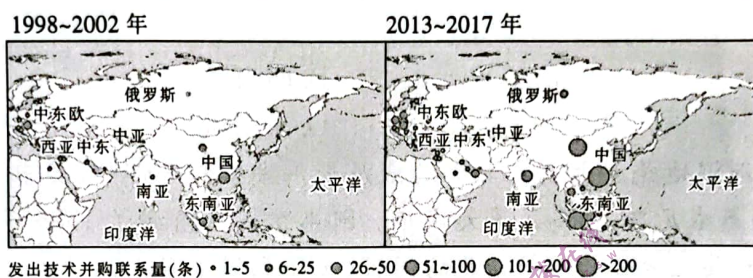 1998~2002 年
2013~2017 年
俄罗斯
中东欧
中亚
西亚 中东
中国
南亚
东南亚
太平洋
印度洋
俄罗斯
中东欧
中亚
西亚 中东
中国
南亚
东南亚
太平洋
印度洋
发出技术并购联系量(条) 1~5 6~25 26~50 51~100 101~200 >200